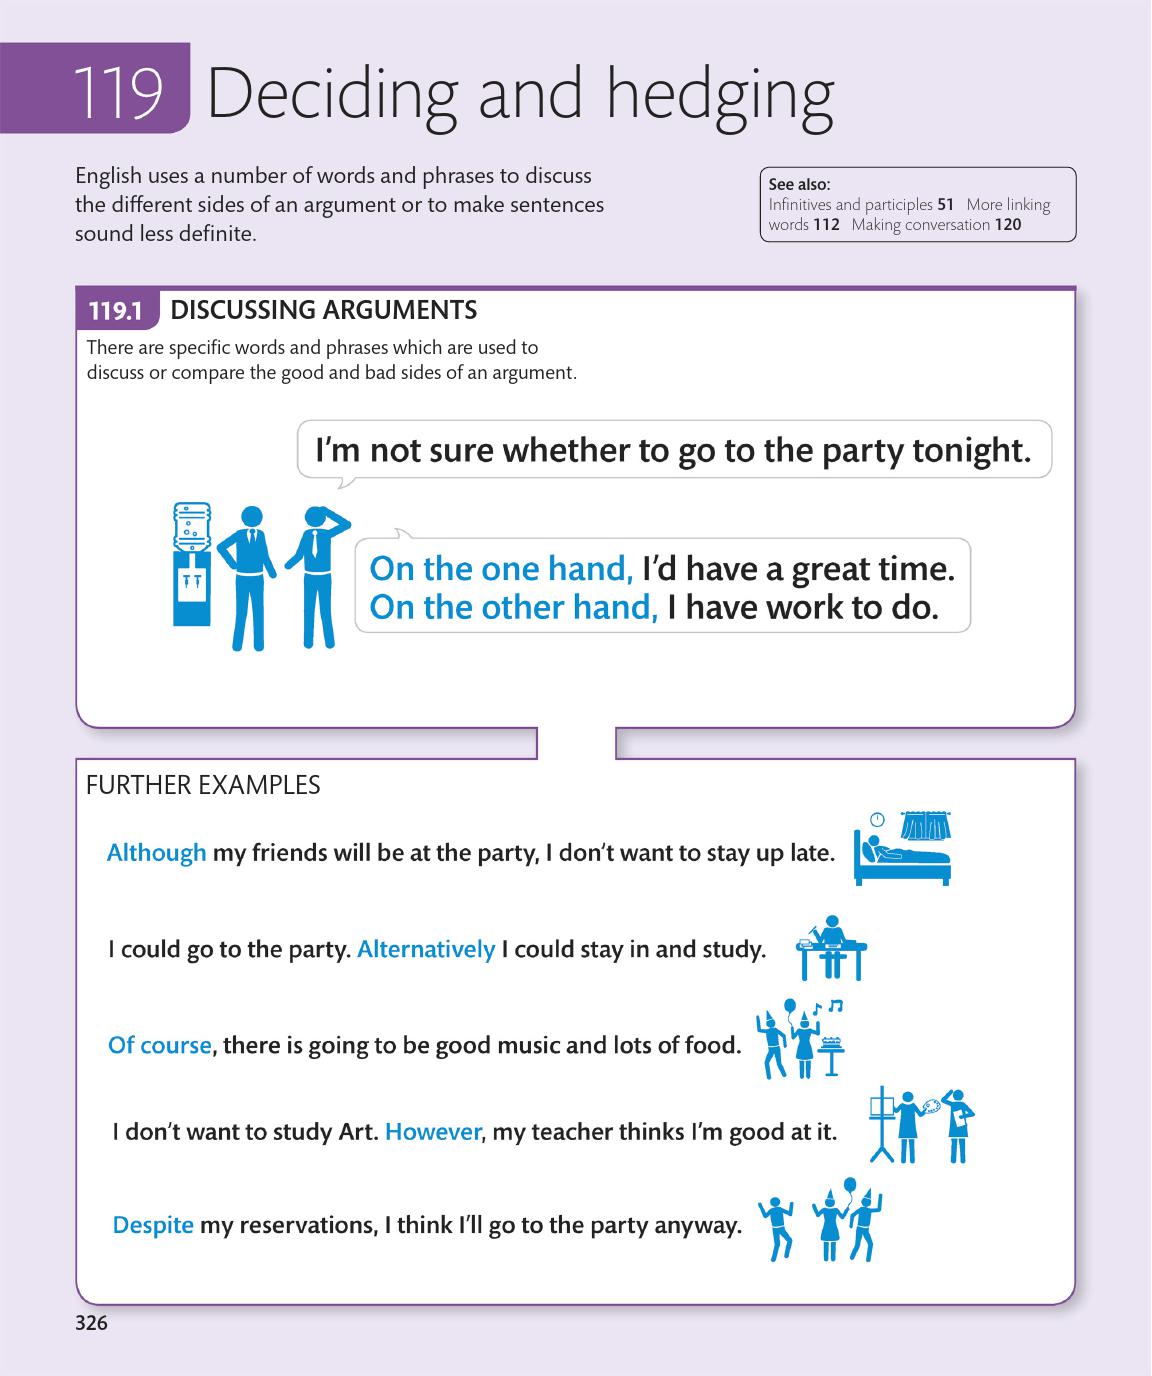 119 Deciding and hedging
English uses a number of words and phrases to discuss
the different sides of an argument or to make sentences
sound less definite.
See also:
Infinitives and participles 51 More linking
words 112 Making conversation 120
119.1 DISCUSSING ARGUMENTS
There are specific words and phrases which are used to
discuss or compare the good and bad sides of an argument.
I’m not sure whether to go to the party tonight.
On the one hand, I’d have a great time.
On the other hand, I have work to do.
FURTHER EXAMPLES
Although my friends will be at the party, I don’t want to stay up late.
I could go to the party. Alternatively I could stay in and study.
Of course, there is going to be good music and lots of food.
I don’t want to study Art. However, my teacher thinks I’m good at it.
Despite my reservations, I think I’ll go to the party anyway.
326